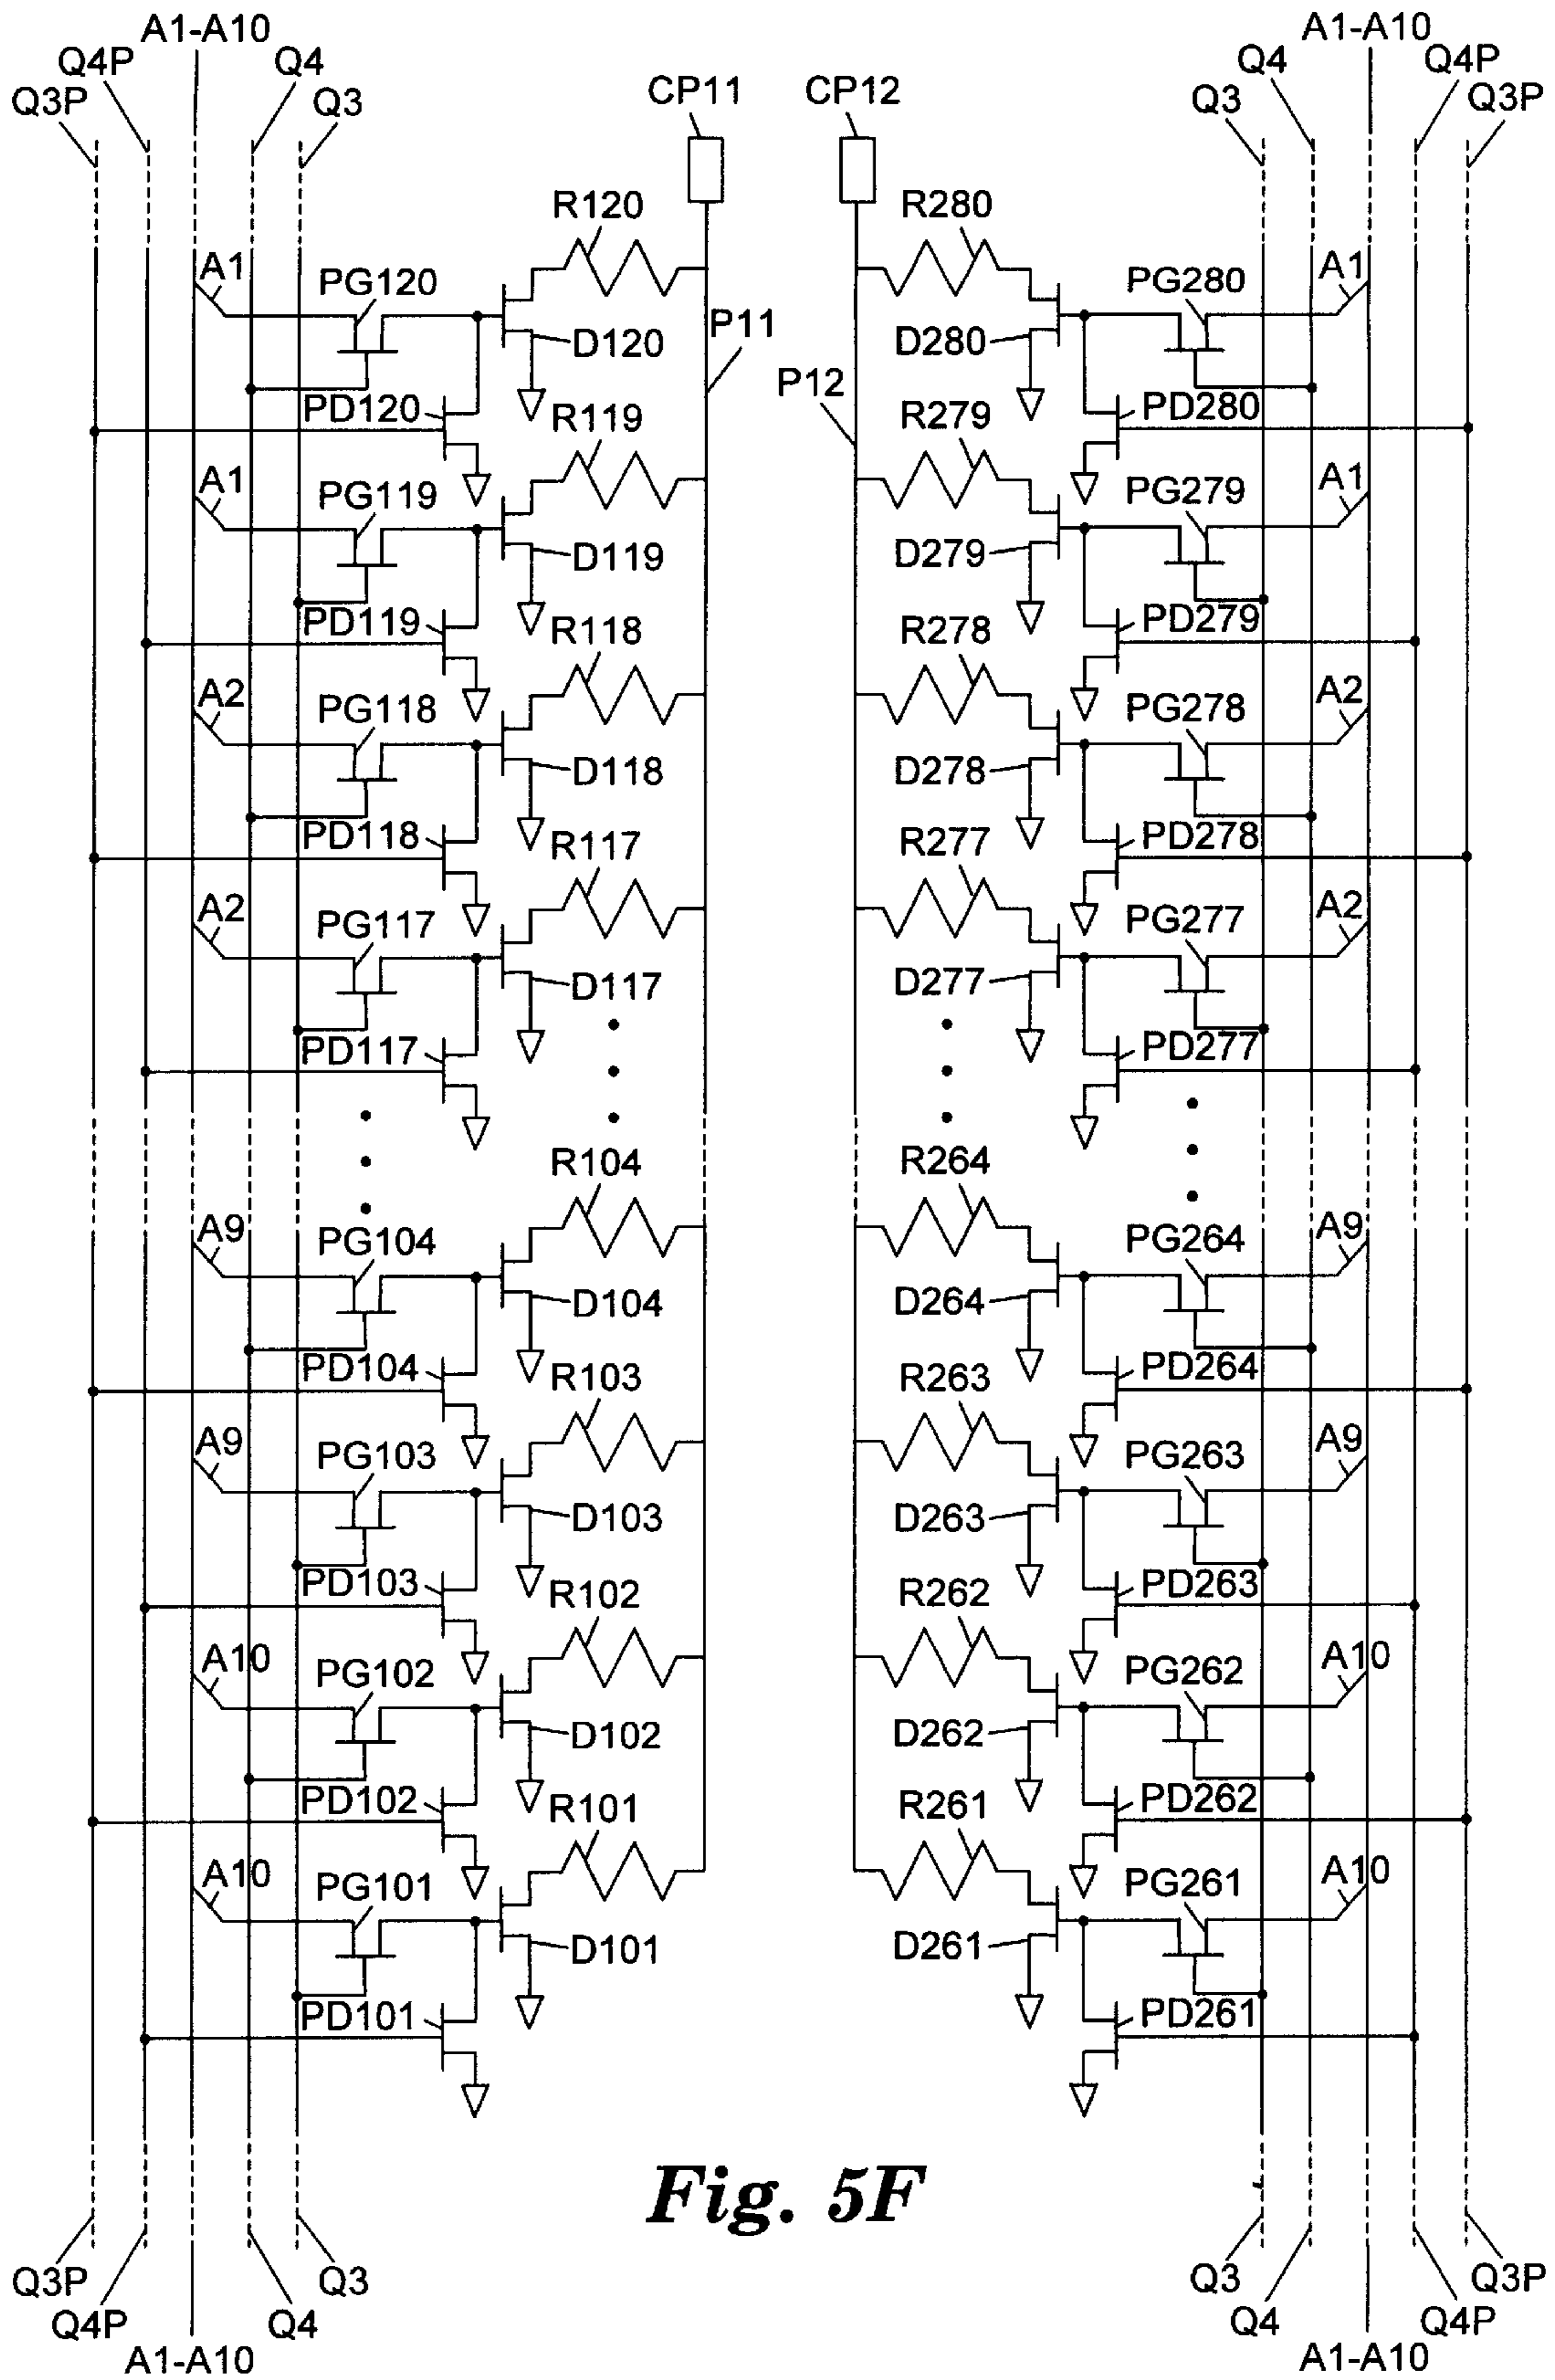 A1-A10
A1-A10
Q4P
Q4
Q4
Q4P
Q3P
Q3
CP11
CP12
Q3
Q3P
R120
R280
A1
PG120
PG280
A1
P11
D120
D280
P12
PD120
PD280
R119
R279
A1
PG119
PG279
A1
D119
D279
PD119
PD279
R118
R278
A2
PG118
PG278
A2
D118
D278
PD118
PD278
R117
R277
A2
PG117
PG277
A2
D117
D277
PD117
PD277
R104
R264
A9
PG104
PG264
A9
D104
D264
PD104
PD264
R103
R263
A9
PG103
PG263
A9
D103
D263
PD103
PD263
R102
R262
A10
PG102
PG262
A10
D102
D262
PD102
PD262
R101
R261
A10
PG101
PG261
A10
D101
D261
PD101
PD261
Fig. 5F
Q3P
Q3
Q3
Q3P
Q4P
Q4
Q4
Q4P
A1-A10
A1-A10